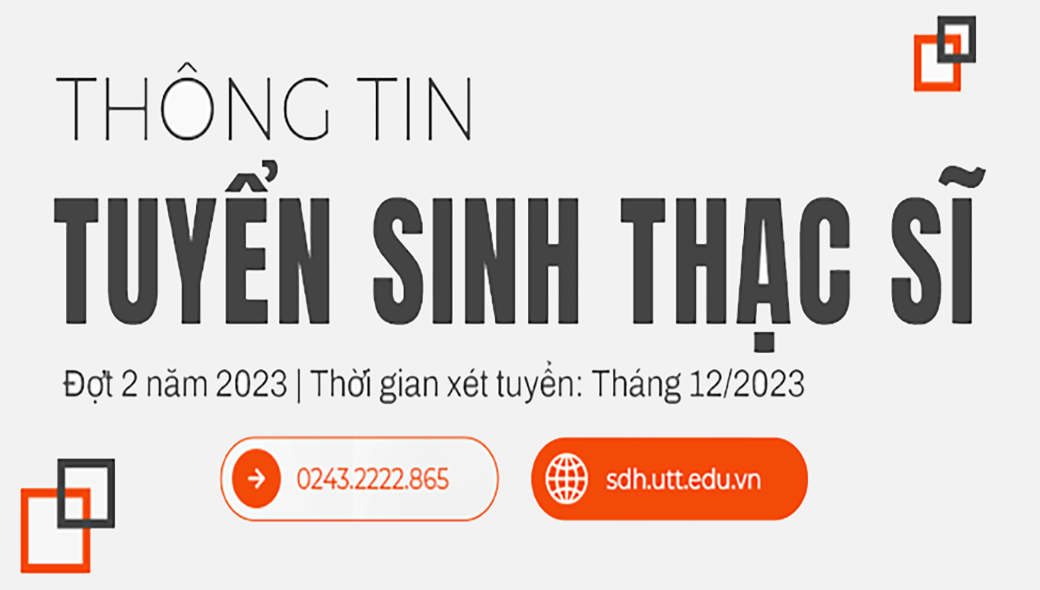 THÔNG TIN
TUYỂN SINH THẠC SĨ
Đợt 2 năm 2023 | Thời gian xét tuyển: Tháng 12/2023
0243.2222.865
sdh.utt.edu.vn